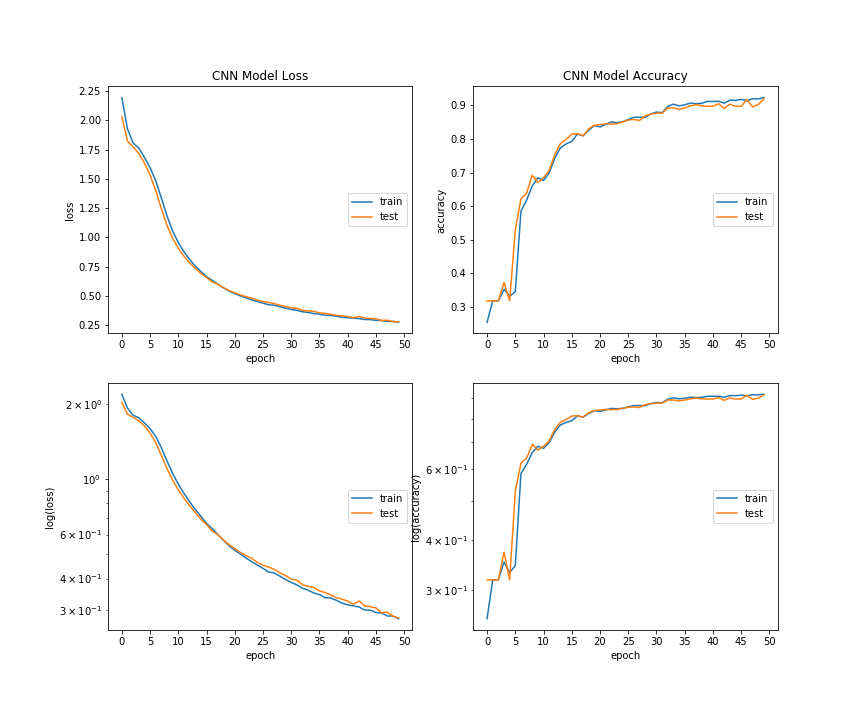 CNN Model Loss
2.25
2.00
1.75
1.50
1.25
1.00
0.75
0.50
0.25
loss
train
test
0 5 10 15 20 25 30 35 40 45 50
epoch
CNN Model Accuracy
0.9
0.8
0.7
0.6
0.5
0.4
0.3
accuracy
train
test
0 5 10 15 20 25 30 35 40 45 50
epoch
2 × 10⁰
10⁰
6 × 10⁻¹
4 × 10⁻¹
3 × 10⁻¹
log(loss)
train
test
0 5 10 15 20 25 30 35 40 45 50
epoch
6 × 10⁻¹
4 × 10⁻¹
3 × 10⁻¹
log(accuracy)
train
test
0 5 10 15 20 25 30 35 40 45 50
epoch